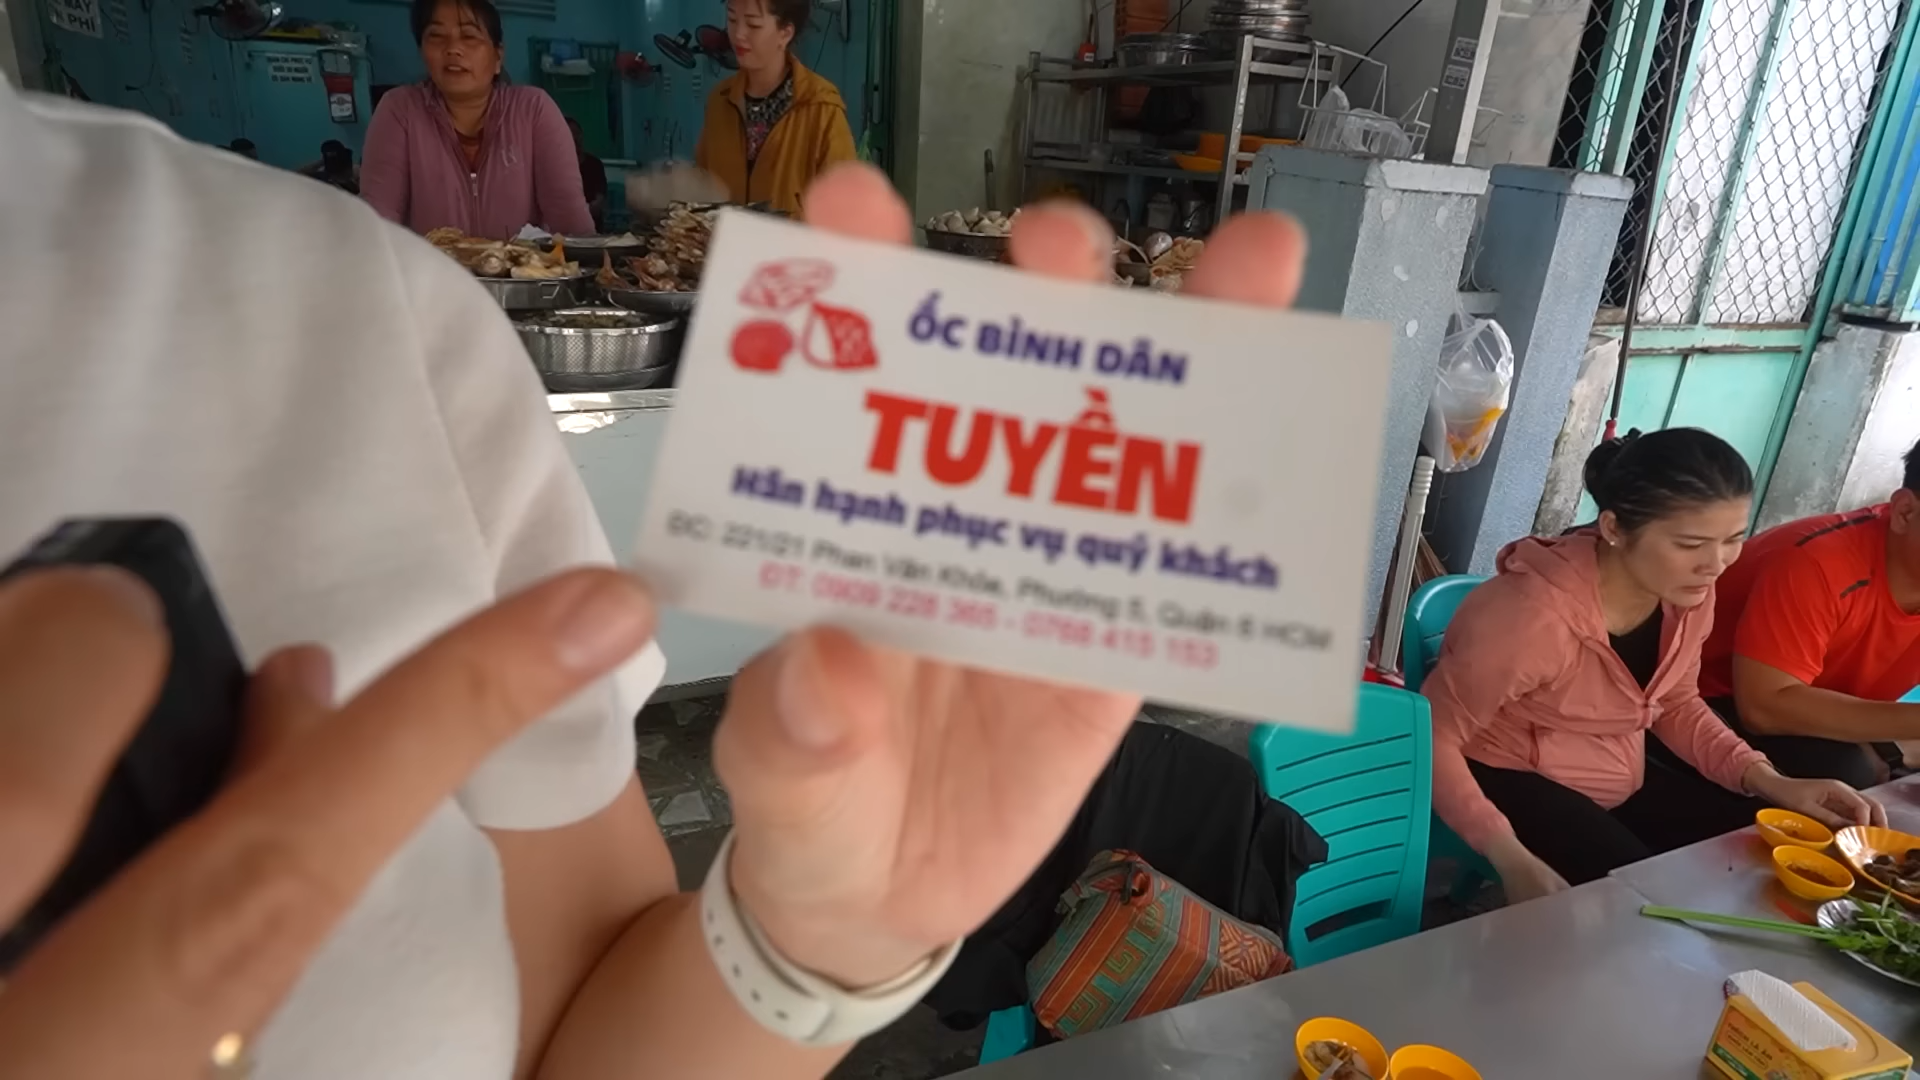 ỐC BÌNH DÂN
TUYỀN
Hân hạnh phục vụ quý khách
ĐC: 221/21 Phan Văn Khỏe, Phường 5, Quận 6 HCM
ĐT: 0909 228 365 - 0768 415 153